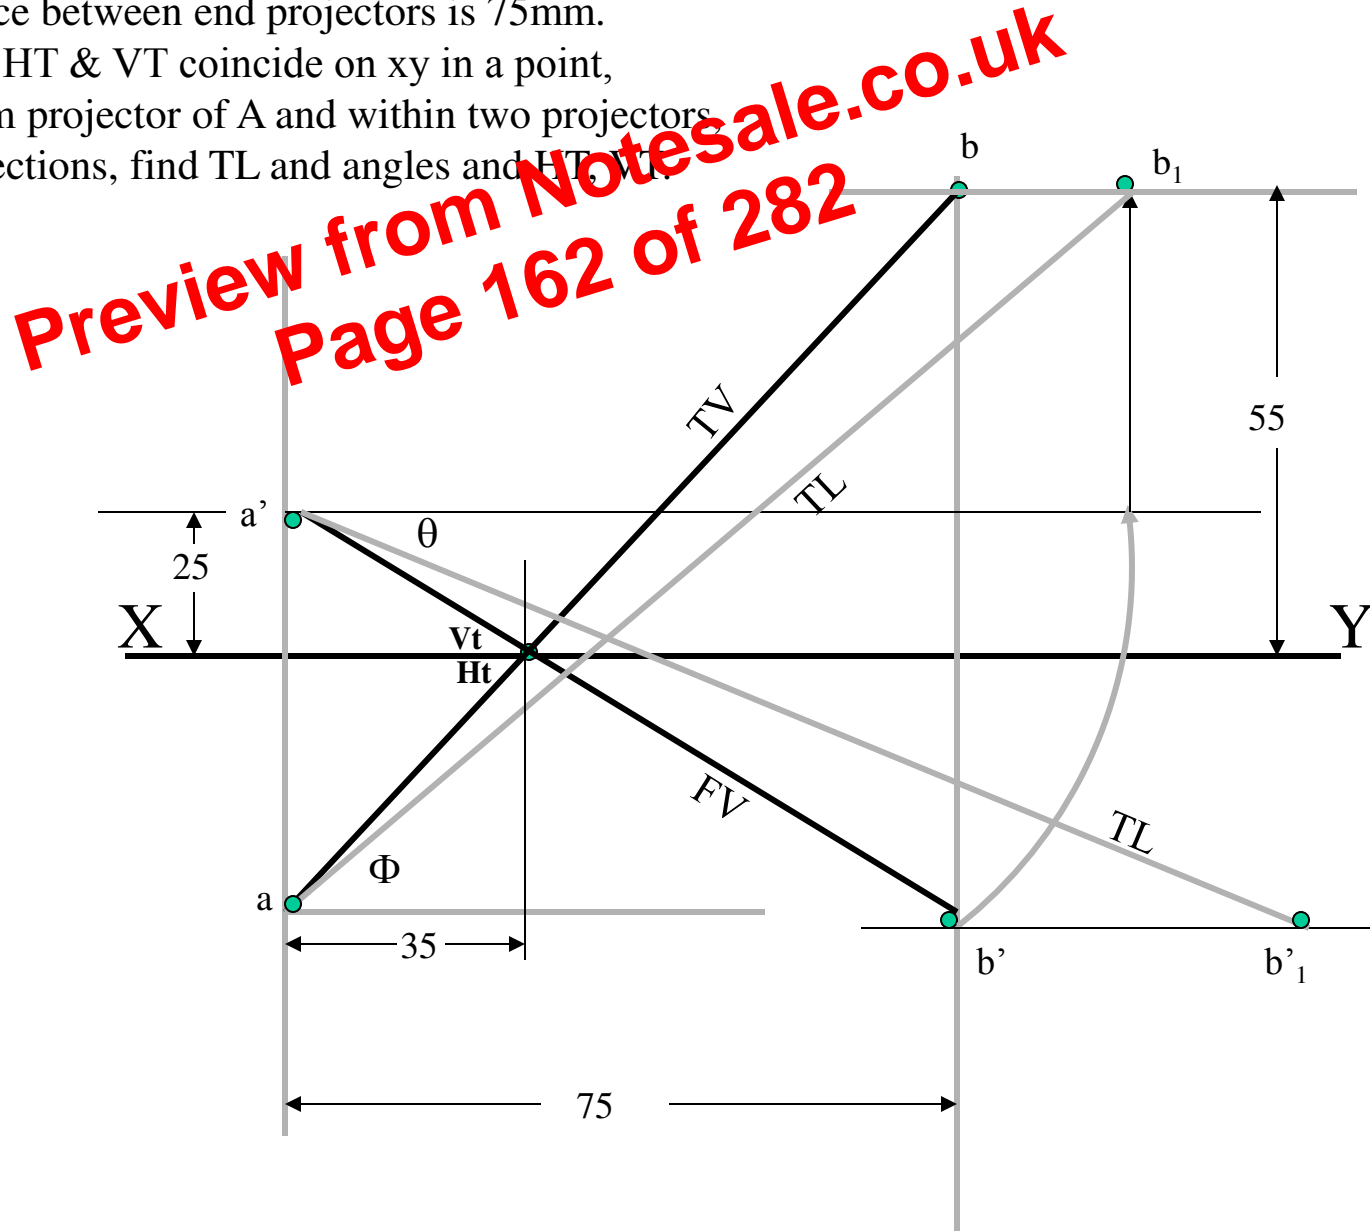 ce between end projectors is 75mm.
HT & VT coincide on xy in a point,
m projector of A and within two projectors,
ections, find TL and angles and HT, VT.
Preview from Notesale.co.uk
Page 162 of 282
b
b1
TV
55
TL
a’
θ
25
X
Y
Vt
Ht
FV
TL
Φ
a
35
b’
b’1
75